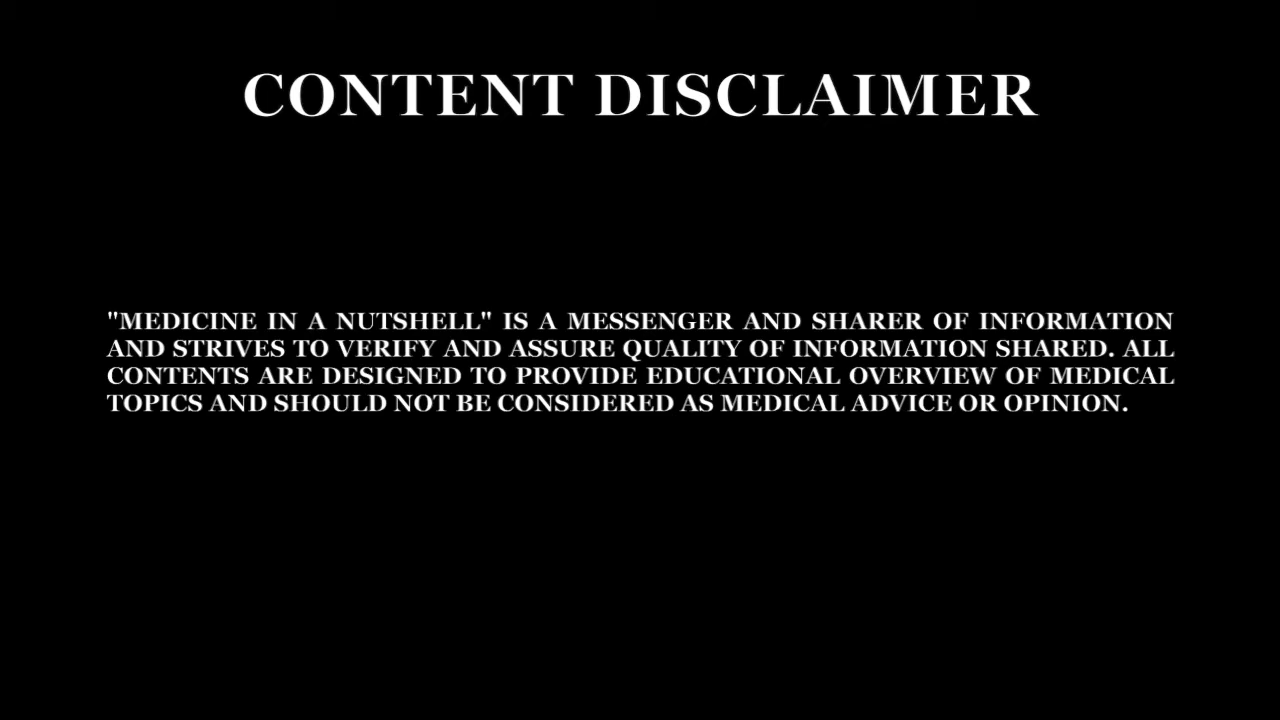 CONTENT DISCLAIMER
"MEDICINE IN A NUTSHELL" IS A MESSENGER AND SHARER OF INFORMATION
AND STRIVES TO VERIFY AND ASSURE QUALITY OF INFORMATION SHARED. ALL
CONTENTS ARE DESIGNED TO PROVIDE EDUCATIONAL OVERVIEW OF MEDICAL
TOPICS AND SHOULD NOT BE CONSIDERED AS MEDICAL ADVICE OR OPINION.